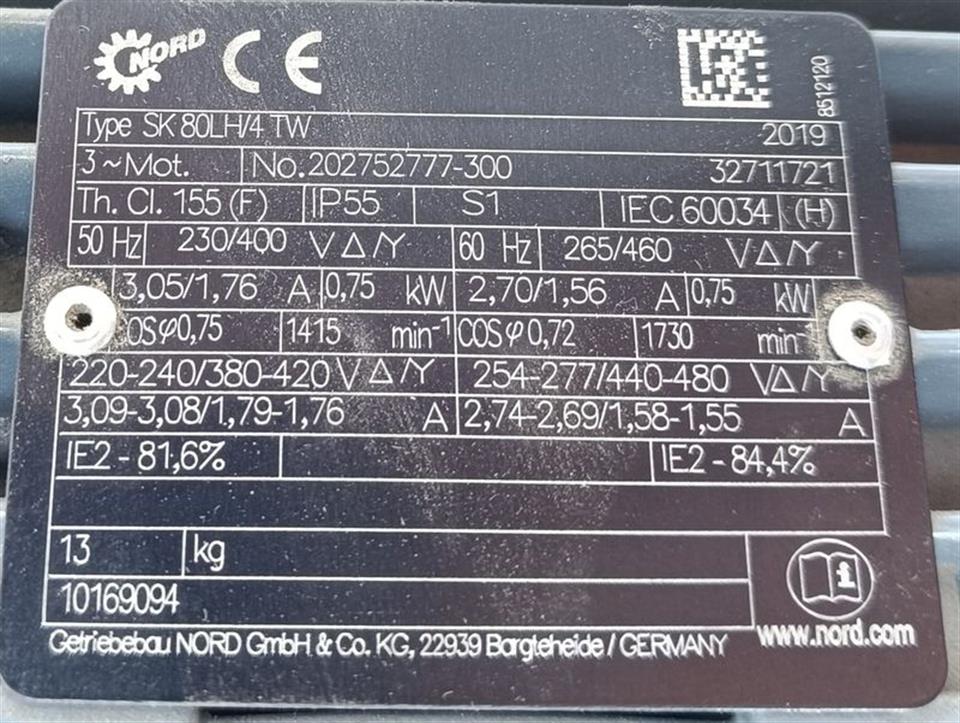 NORD CE
8512120
Type SK 80LH/4 TW 2019
3~Mot. No. 202752777-300 32711721
Th. Cl. 155 (F) IP55 S1 IEC 60034 (H)
50 Hz 230/400 V Δ/Y 60 Hz 265/460 V Δ/Y
3,05/1,76 A 0,75 kW 2,70/1,56 A 0,75 kW
COSφ0,75 1415 min-1 COSφ0,72 1730 min-1
220-240/380-420 V Δ/Y 254-277/440-480 V Δ/Y
3,09-3,08/1,79-1,76 A 2,74-2,69/1,58-1,55 A
IE2 - 81,6% IE2 - 84,4%
13 kg
10169094
Getriebebau NORD GmbH & Co. KG, 22939 Bargteheide / GERMANY
www.nord.com